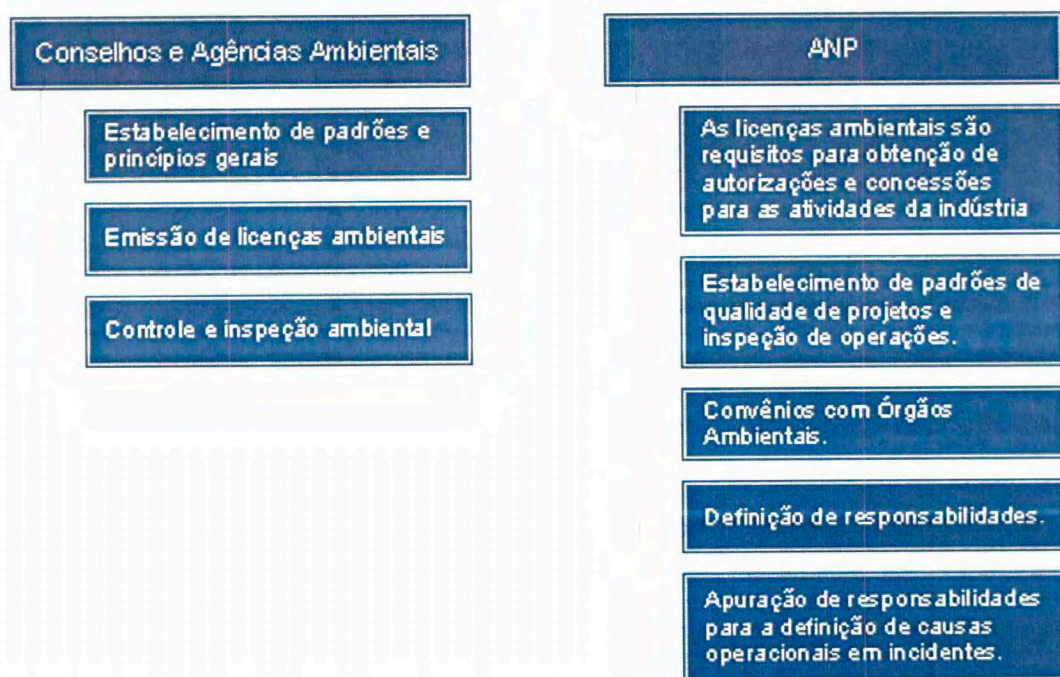 Conselhos e Agências Ambientais
Estabelecimento de padrões e
princípios gerais
Emissão de licenças ambientais
Controle e inspeção ambiental
ANP
As licenças ambientais são
requisitos para obtenção de
autorizações e concessões
para as atividades da indústria
Estabelecimento de padrões de
qualidade de projetos e
inspeção de operações.
Convênios com Órgãos
Ambientais.
Definição de responsabilidades.
Apuração de responsabilidades
para a definição de causas
operacionais em incidentes.